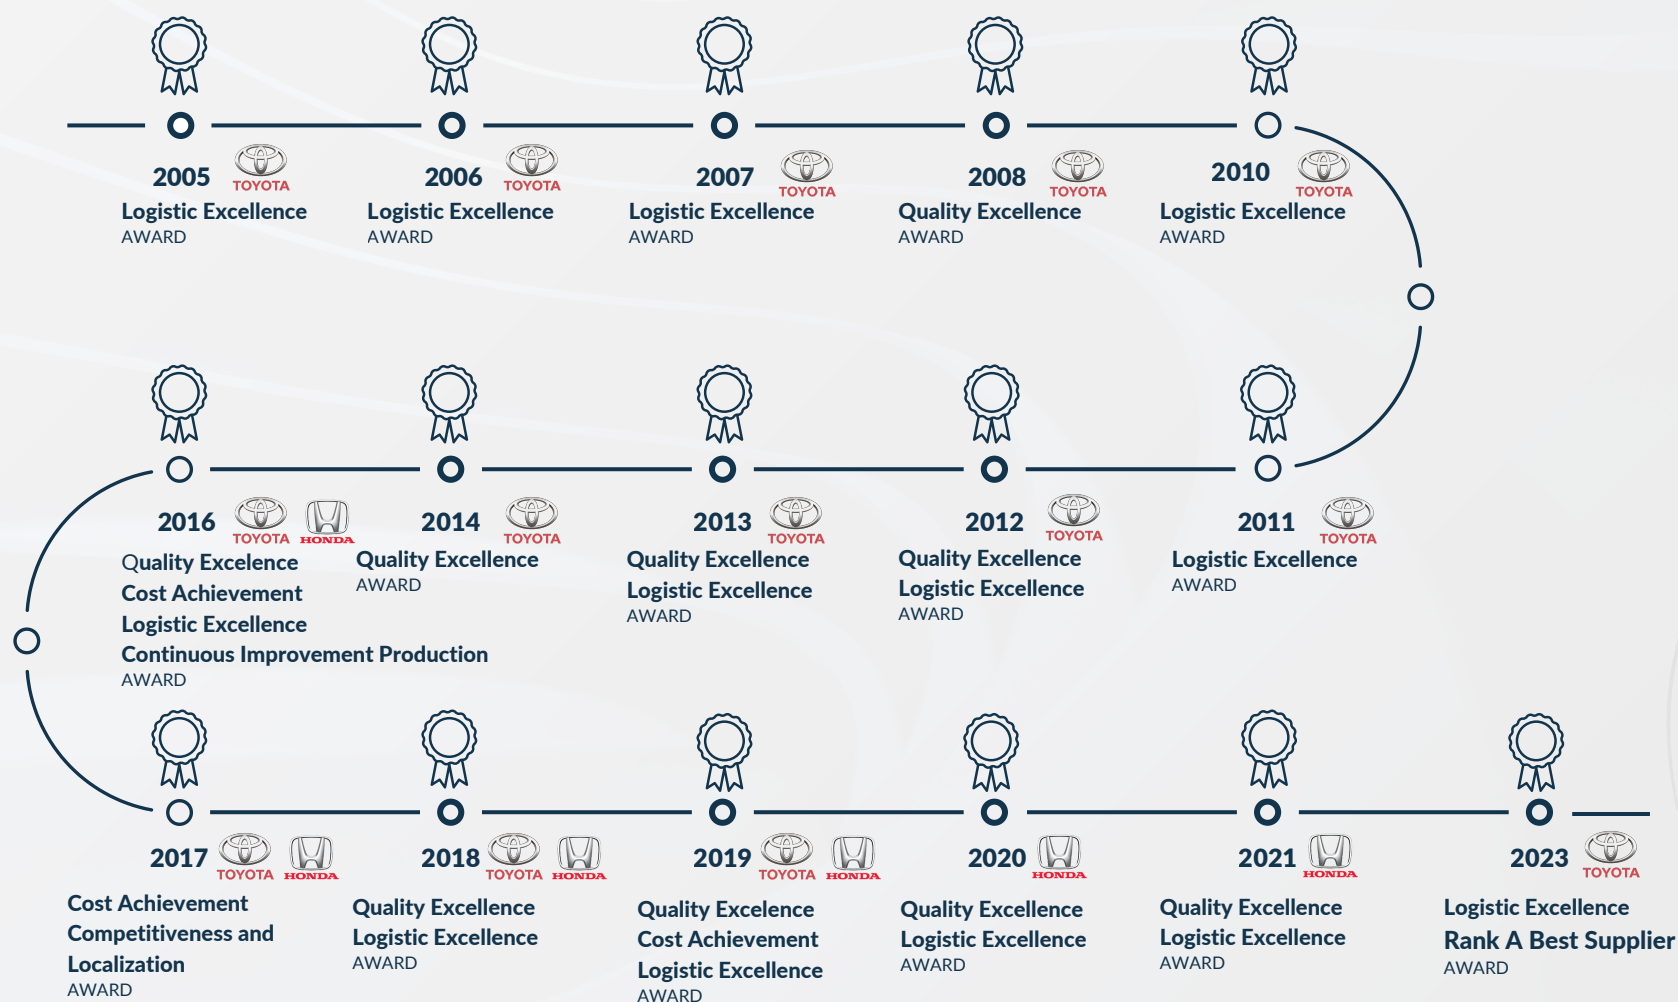 2005
TOYOTA
Logistic Excellence
AWARD
2006
TOYOTA
Logistic Excellence
AWARD
2007
TOYOTA
Logistic Excellence
AWARD
2008
TOYOTA
Quality Excellence
AWARD
2010
TOYOTA
Logistic Excellence
AWARD
2011
TOYOTA
Logistic Excellence
AWARD
2012
TOYOTA
Quality Excellence
Logistic Excellence
AWARD
2013
TOYOTA
Quality Excellence
Logistic Excellence
AWARD
2014
TOYOTA
Quality Excellence
AWARD
2016
TOYOTA
HONDA
Quality Excelence
Cost Achievement
Logistic Excellence
Continuous Improvement Production
AWARD
2017
TOYOTA
HONDA
Cost Achievement
Competitiveness and
Localization
AWARD
2018
TOYOTA
HONDA
Quality Excellence
Logistic Excellence
AWARD
2019
TOYOTA
HONDA
Quality Excelence
Cost Achievement
Logistic Excellence
AWARD
2020
HONDA
Quality Excellence
Logistic Excellence
AWARD
2021
HONDA
Quality Excellence
Logistic Excellence
AWARD
2023
TOYOTA
Logistic Excellence
Rank A Best Supplier
AWARD